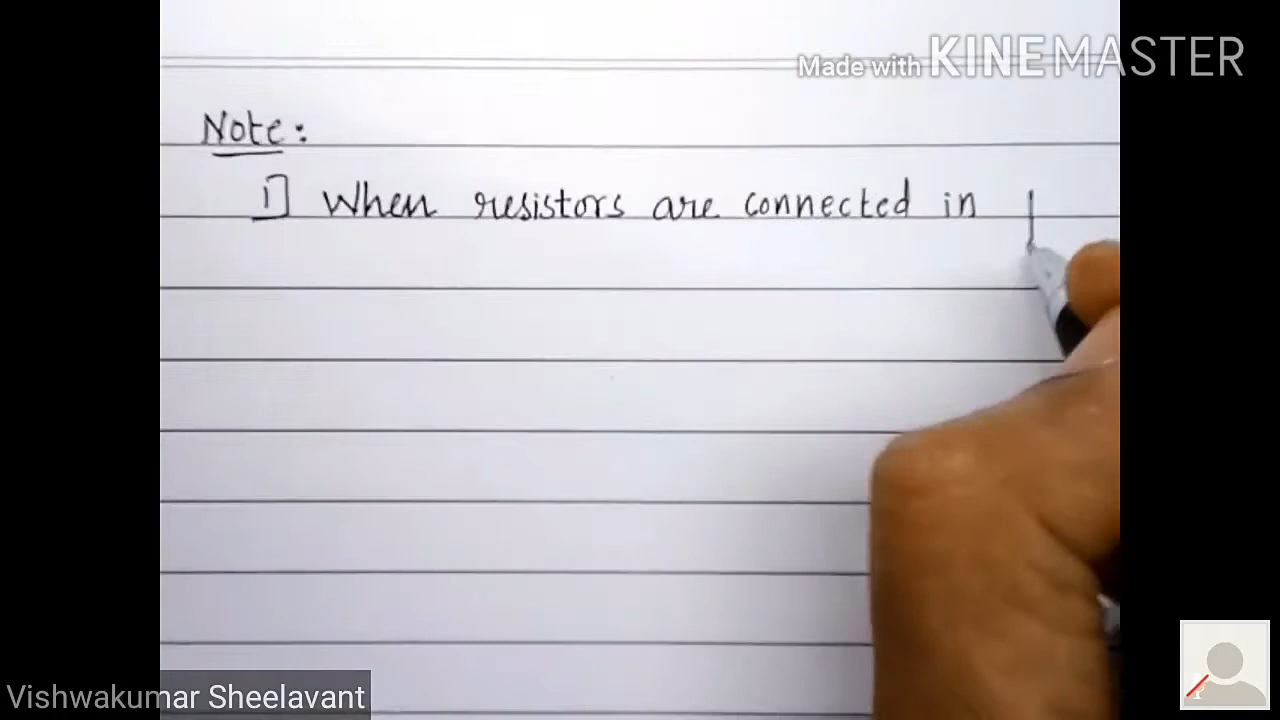 Made with KINEMASTER
Note:
1] When resistors are connected in
Vishwakumar Sheelavant